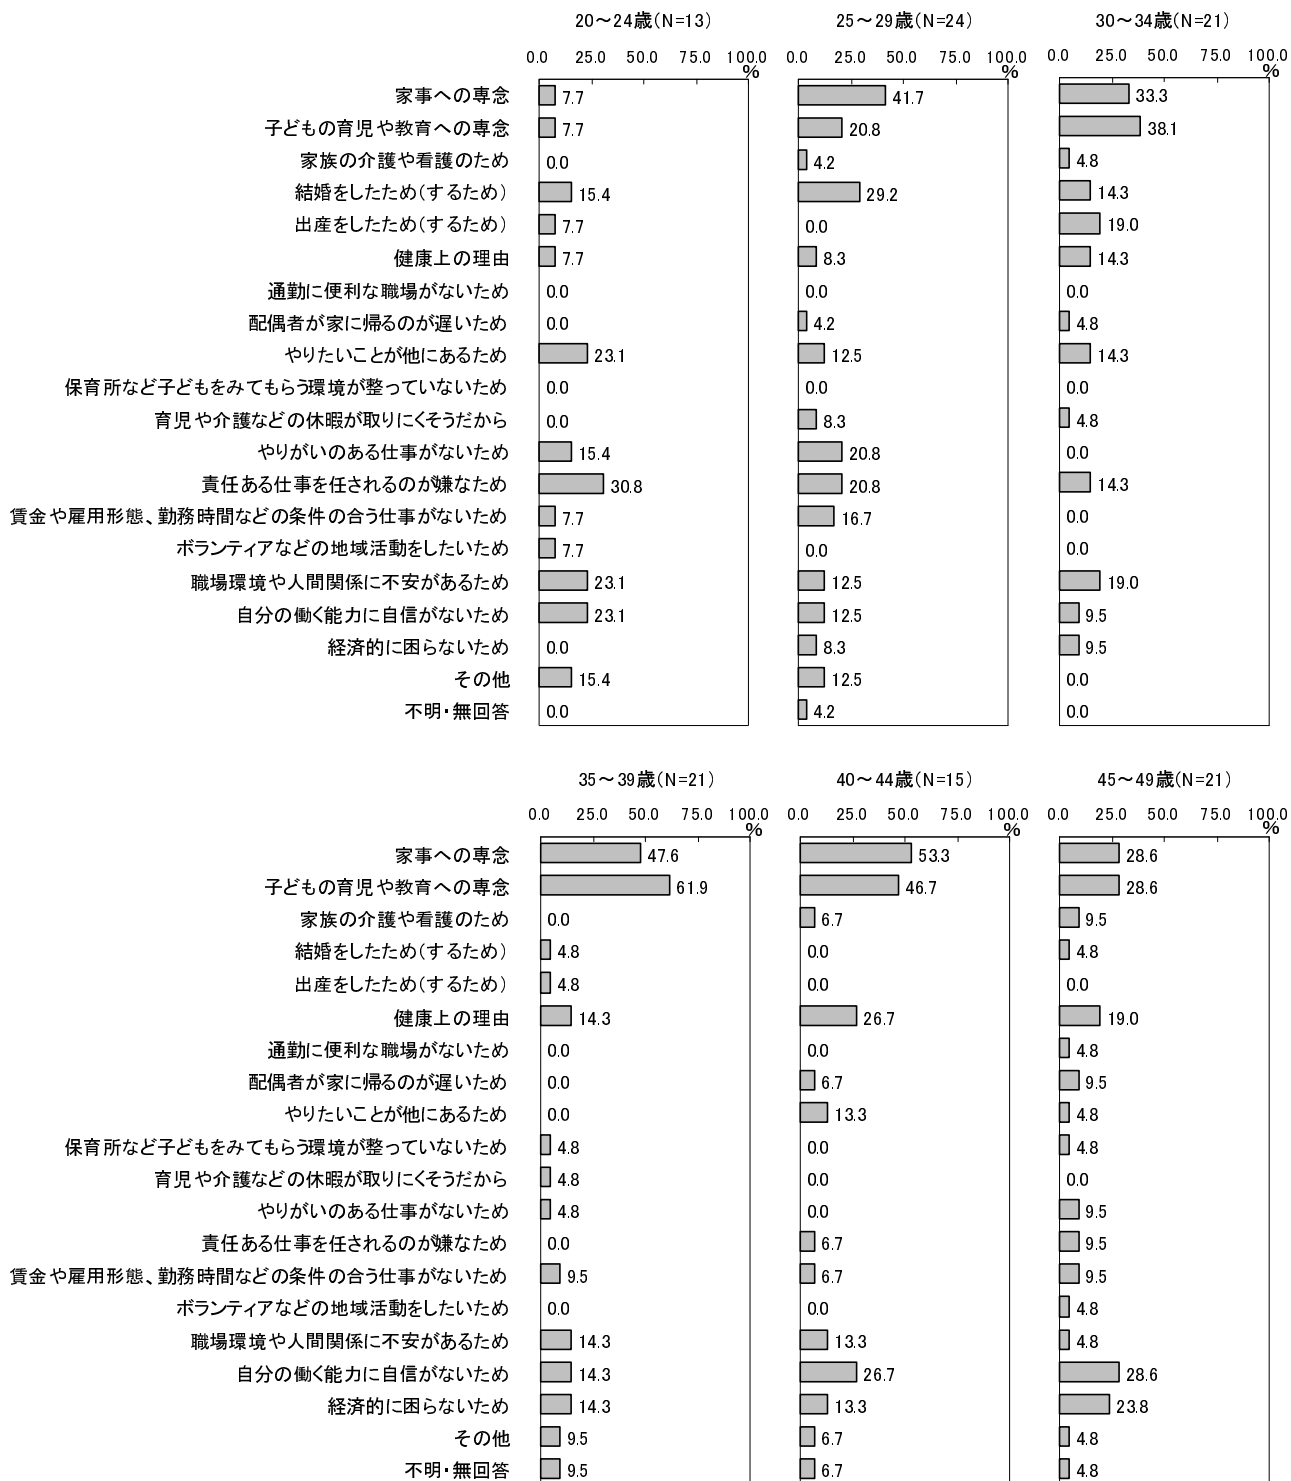 20～24歳(N=13) 25～29歳(N=24) 30～34歳(N=21)
0.0 25.0 50.0 75.0 100.0 0.0 25.0 50.0 75.0 100.0 0.0 25.0 50.0 75.0 100.0
% % %
家事への専念 7.7 41.7 33.3
子どもの育児や教育への専念 7.7 20.8 38.1
家族の介護や看護のため 0.0 4.2 4.8
結婚をしたため(するため) 15.4 29.2 14.3
出産をしたため(するため) 7.7 0.0 19.0
健康上の理由 7.7 8.3 14.3
通勤に便利な職場がないため 0.0 0.0 0.0
配偶者が家に帰るのが遅いため 0.0 4.2 4.8
やりたいことが他にあるため 23.1 12.5 14.3
保育所など子どもをみてもらう環境が整っていないため 0.0 0.0 0.0
育児や介護などの休暇が取りにくそうだから 0.0 8.3 4.8
やりがいのある仕事がないため 15.4 20.8 0.0
責任ある仕事を任されるのが嫌なため 30.8 20.8 14.3
賃金や雇用形態、勤務時間などの条件の合う仕事がないため 7.7 16.7 0.0
ボランティアなどの地域活動をしたいため 7.7 0.0 0.0
職場環境や人間関係に不安があるため 23.1 12.5 19.0
自分の働く能力に自信がないため 23.1 12.5 9.5
経済的に困らないため 0.0 8.3 9.5
その他 15.4 12.5 0.0
不明・無回答 0.0 4.2 0.0
35～39歳(N=21) 40～44歳(N=15) 45～49歳(N=21)
0.0 25.0 50.0 75.0 100.0 0.0 25.0 50.0 75.0 100.0 0.0 25.0 50.0 75.0 100.0
% % %
家事への専念 47.6 53.3 28.6
子どもの育児や教育への専念 61.9 46.7 28.6
家族の介護や看護のため 0.0 6.7 9.5
結婚をしたため(するため) 4.8 0.0 4.8
出産をしたため(するため) 4.8 0.0 0.0
健康上の理由 14.3 26.7 19.0
通勤に便利な職場がないため 0.0 0.0 4.8
配偶者が家に帰るのが遅いため 0.0 6.7 9.5
やりたいことが他にあるため 0.0 13.3 4.8
保育所など子どもをみてもらう環境が整っていないため 4.8 0.0 4.8
育児や介護などの休暇が取りにくそうだから 4.8 0.0 0.0
やりがいのある仕事がないため 4.8 0.0 9.5
責任ある仕事を任されるのが嫌なため 0.0 6.7 9.5
賃金や雇用形態、勤務時間などの条件の合う仕事がないため 9.5 6.7 9.5
ボランティアなどの地域活動をしたいため 0.0 0.0 4.8
職場環境や人間関係に不安があるため 14.3 13.3 4.8
自分の働く能力に自信がないため 14.3 26.7 28.6
経済的に困らないため 14.3 13.3 23.8
その他 9.5 6.7 4.8
不明・無回答 9.5 6.7 4.8